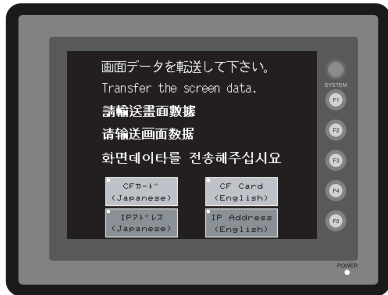 画面データを転送して下さい。
Transfer the screen data.
請輸送畫面數據
请输送画面数据
화면데이타를 전송해주십시요
CFｶｰﾄﾞ
(Japanese)
CF Card
(English)
IPｱﾄﾞﾚｽ
(Japanese)
IP Address
(English)
SYSTEM
F1
F2
F3
F4
F5
POWER